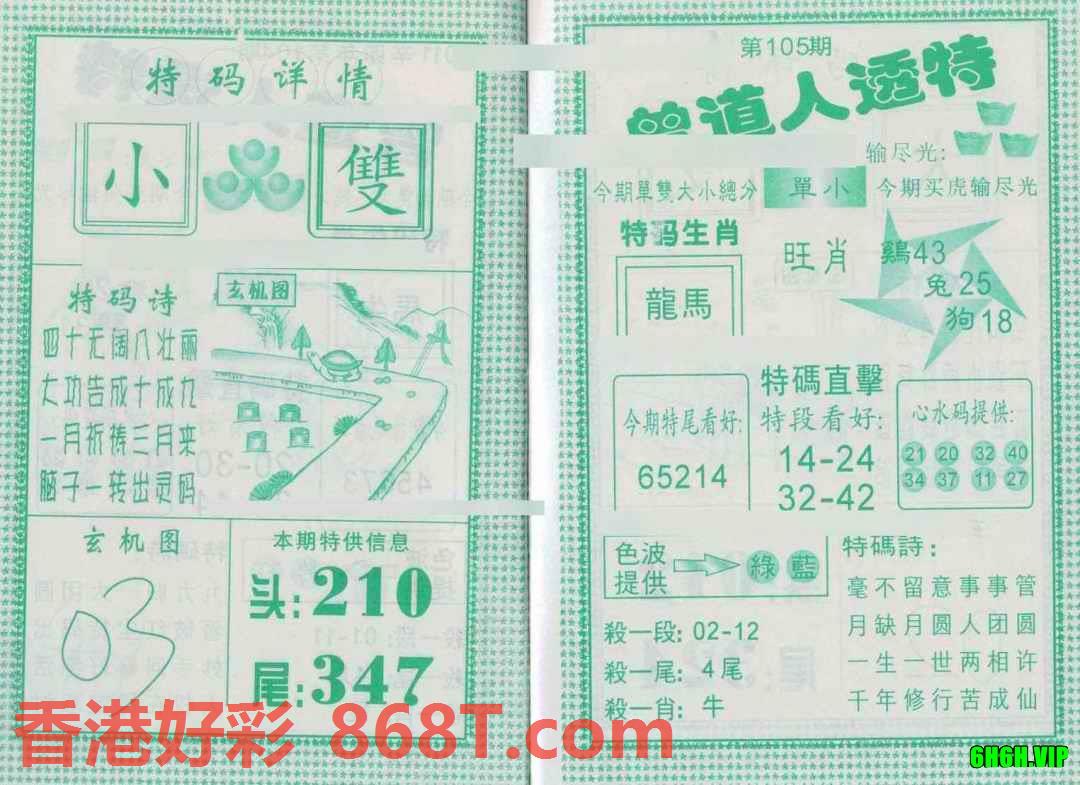 特码详情
小 雙
特码诗
玄机图
四十无阔八壮丽
大功告成十成九
一月祈祷三月来
脑子一转出灵码
玄机图
03
本期特供信息
头:210
尾:347
第105期
曾道人透特
输尽光:
今期單雙大小總分 單小
今期买虎输尽光
特码生肖
龍馬
旺肖
鷄43
兔25
狗18
今期特尾看好:
65214
特碼直擊
特段看好:
14-24
32-42
心水码提供:
21 20 32 40
34 37 11 27
色波
提供
綠 藍
殺一段: 02-12
殺一尾: 4尾
殺一肖: 牛
特碼詩:
毫不留意事事管
月缺月圆人团圆
一生一世两相许
千年修行苦成仙
香港好彩 868T.com
6H6H.VIP